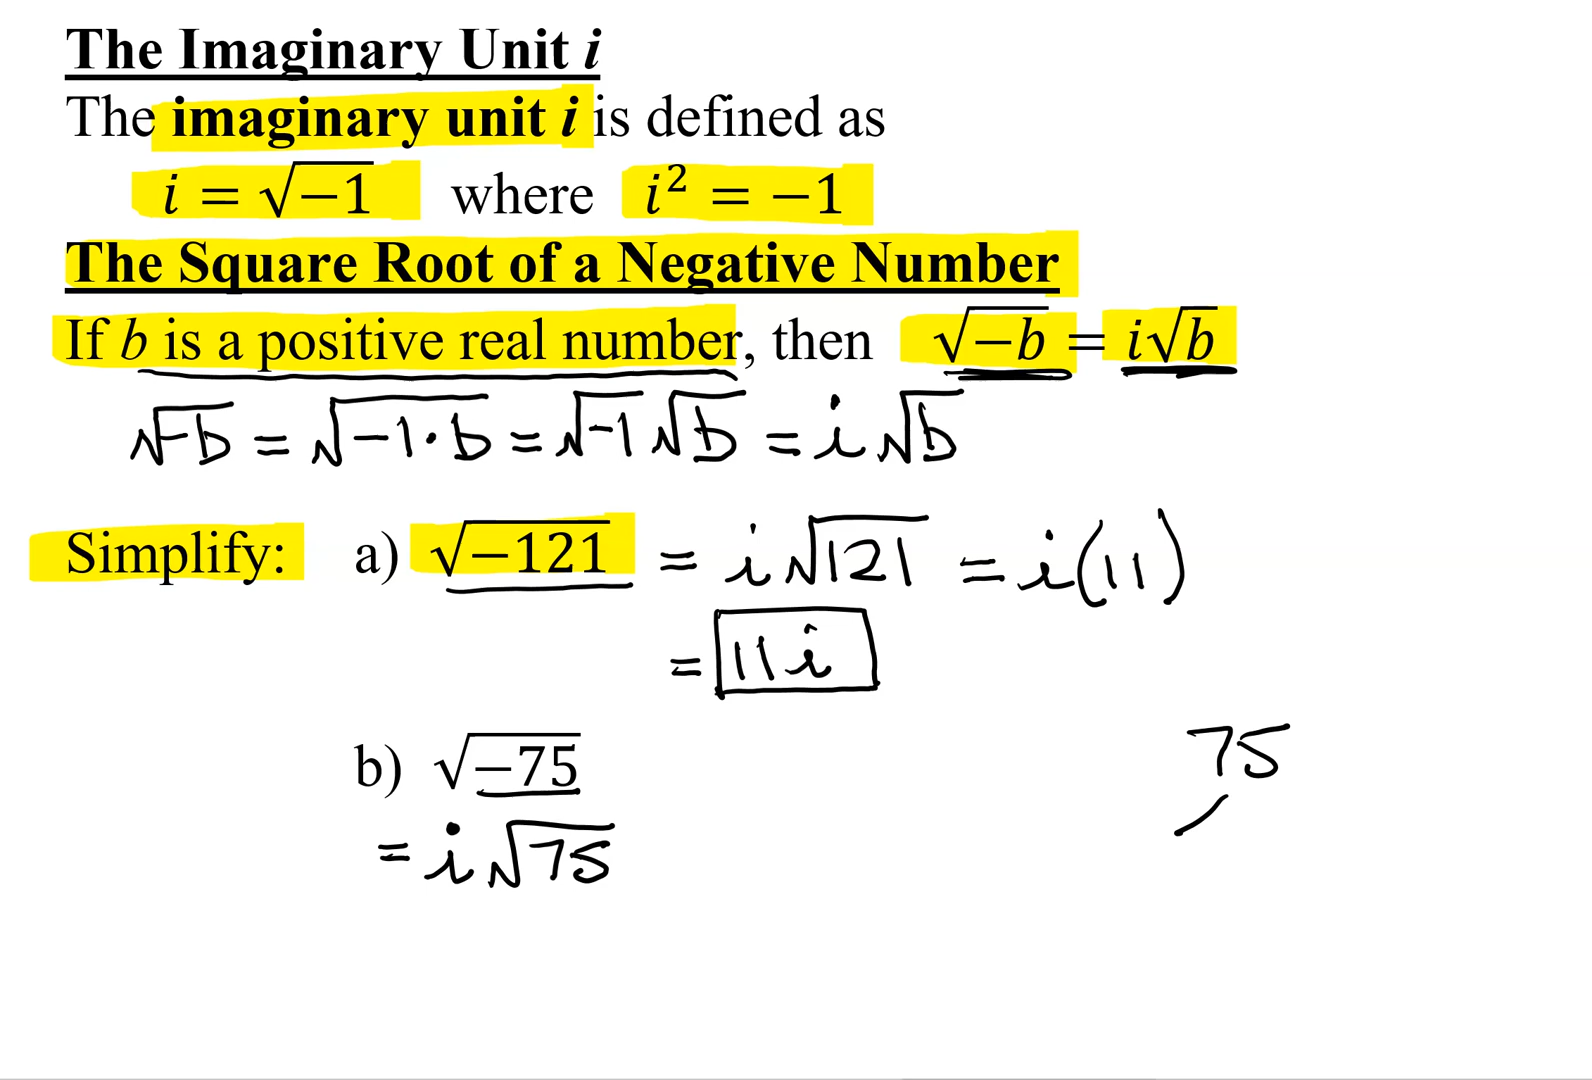 The Imaginary Unit i
The imaginary unit i is defined as
i = √−1 where i² = −1
The Square Root of a Negative Number
If b is a positive real number, then √−b = i√b
√−b = √−1·b = √−1 √b = i √b
Simplify: a) √−121 = i √121 = i(11)
= 11 i
b) √−75
75
= i √75